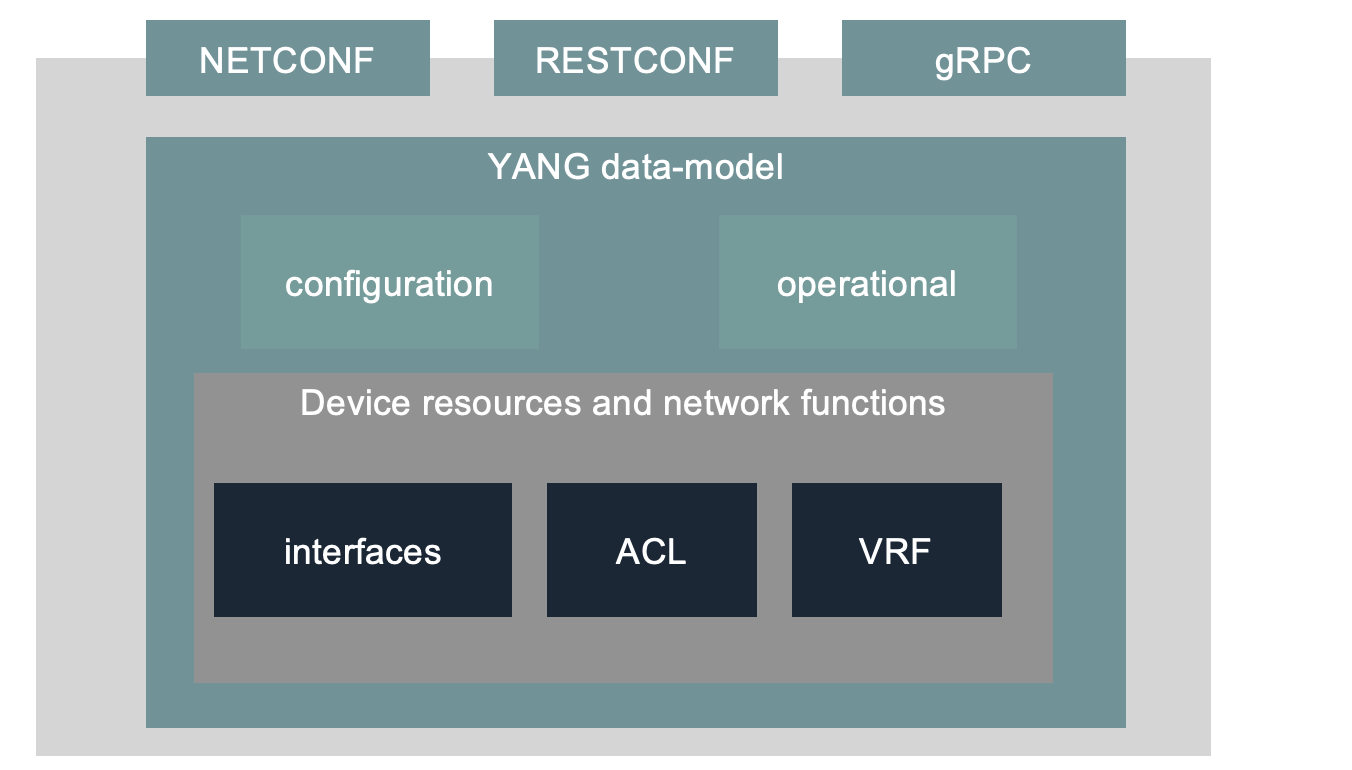 NETCONF
RESTCONF
gRPC
YANG data-model
configuration
operational
Device resources and network functions
interfaces
ACL
VRF